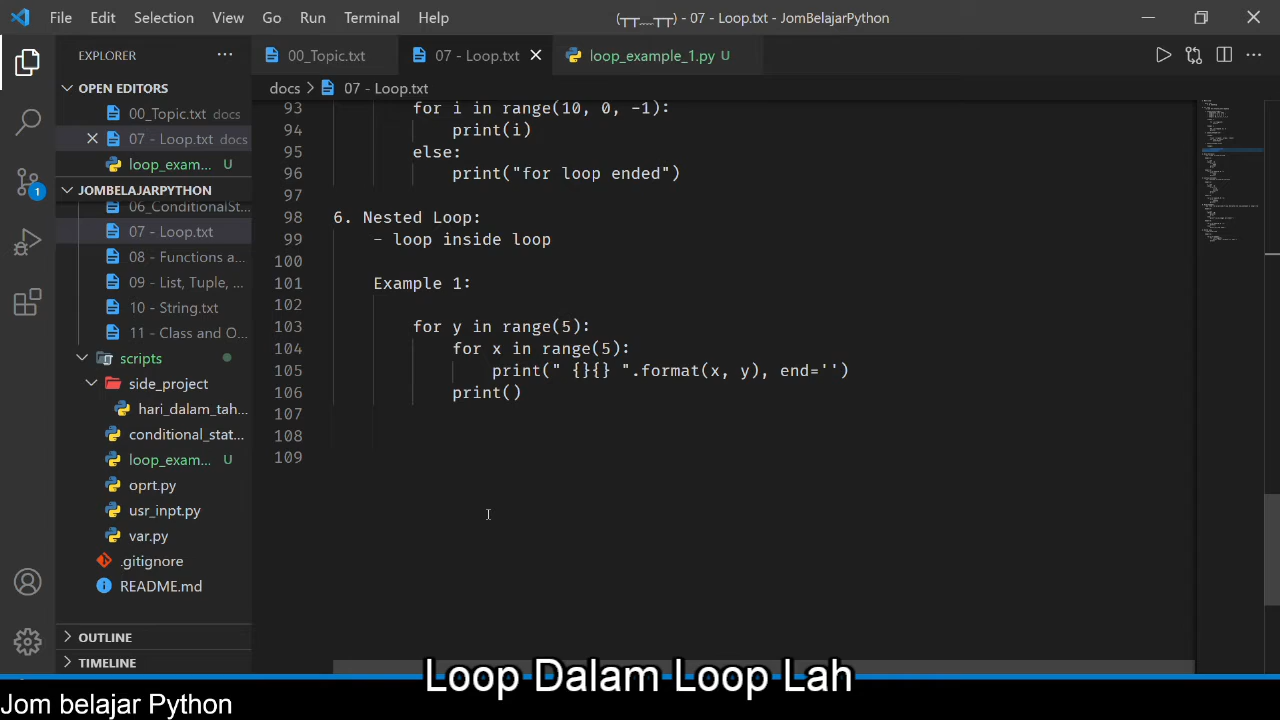 File Edit Selection View Go Run Terminal Help (┬┬﹏┬┬) - 07 - Loop.txt - JomBelajarPython
EXPLORER
00_Topic.txt
07 - Loop.txt
loop_example_1.py U
OPEN EDITORS
00_Topic.txt docs
07 - Loop.txt docs
loop_exam... U
JOMBELAJARPYTHON
06_ConditionalSt...
07 - Loop.txt
08 - Functions a...
09 - List, Tuple, ...
10 - String.txt
11 - Class and O...
scripts
side_project
hari_dalam_tah...
conditional_stat...
loop_exam... U
oprt.py
usr_inpt.py
var.py
.gitignore
README.md
OUTLINE
TIMELINE
1
docs > 07 - Loop.txt
93 for i in range(10, 0, -1):
94 print(i)
95 else:
96 print("for loop ended")
97
98 6. Nested Loop:
99 - loop inside loop
100
101 Example 1:
102
103 for y in range(5):
104 for x in range(5):
105 print(" {}{} ".format(x, y), end='')
106 print()
107
108
109
Loop Dalam Loop Lah
Jom belajar Python